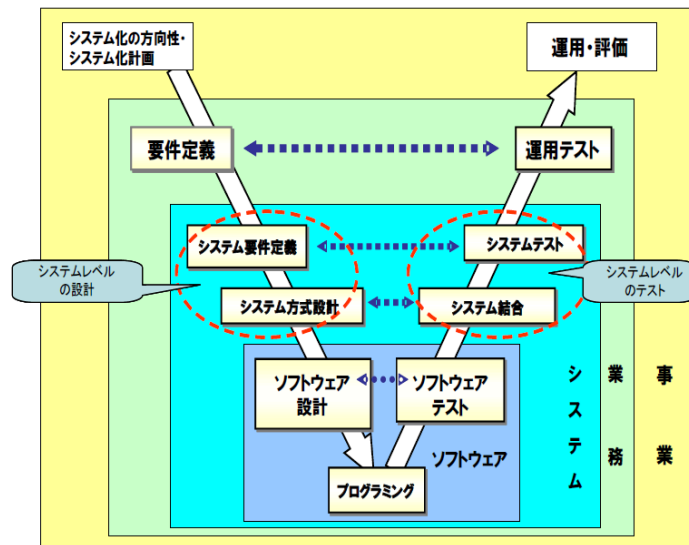 システム化の方向性・
システム化計画
運用・評価
要件定義
運用テスト
システム要件定義
システムテスト
システムレベル
の設計
システムレベル
のテスト
システム方式設計
システム結合
ソフトウェア
設計
ソフトウェア
テスト
プログラミング
ソフトウェア
システム
業務
事業